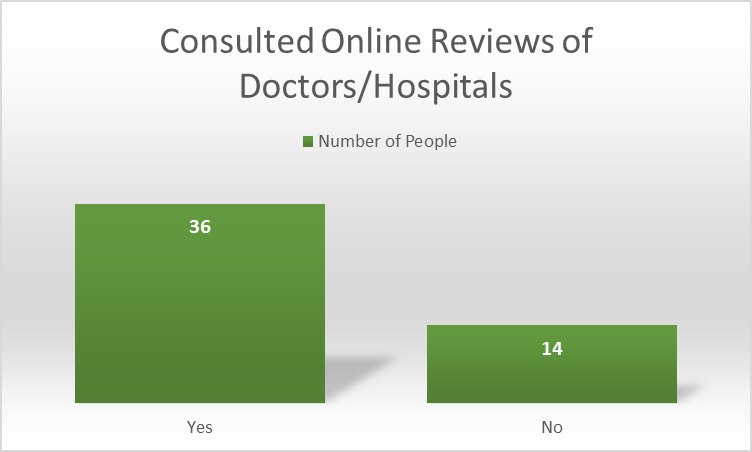 Consulted Online Reviews of
Doctors/Hospitals
Number of People
36
14
Yes
No